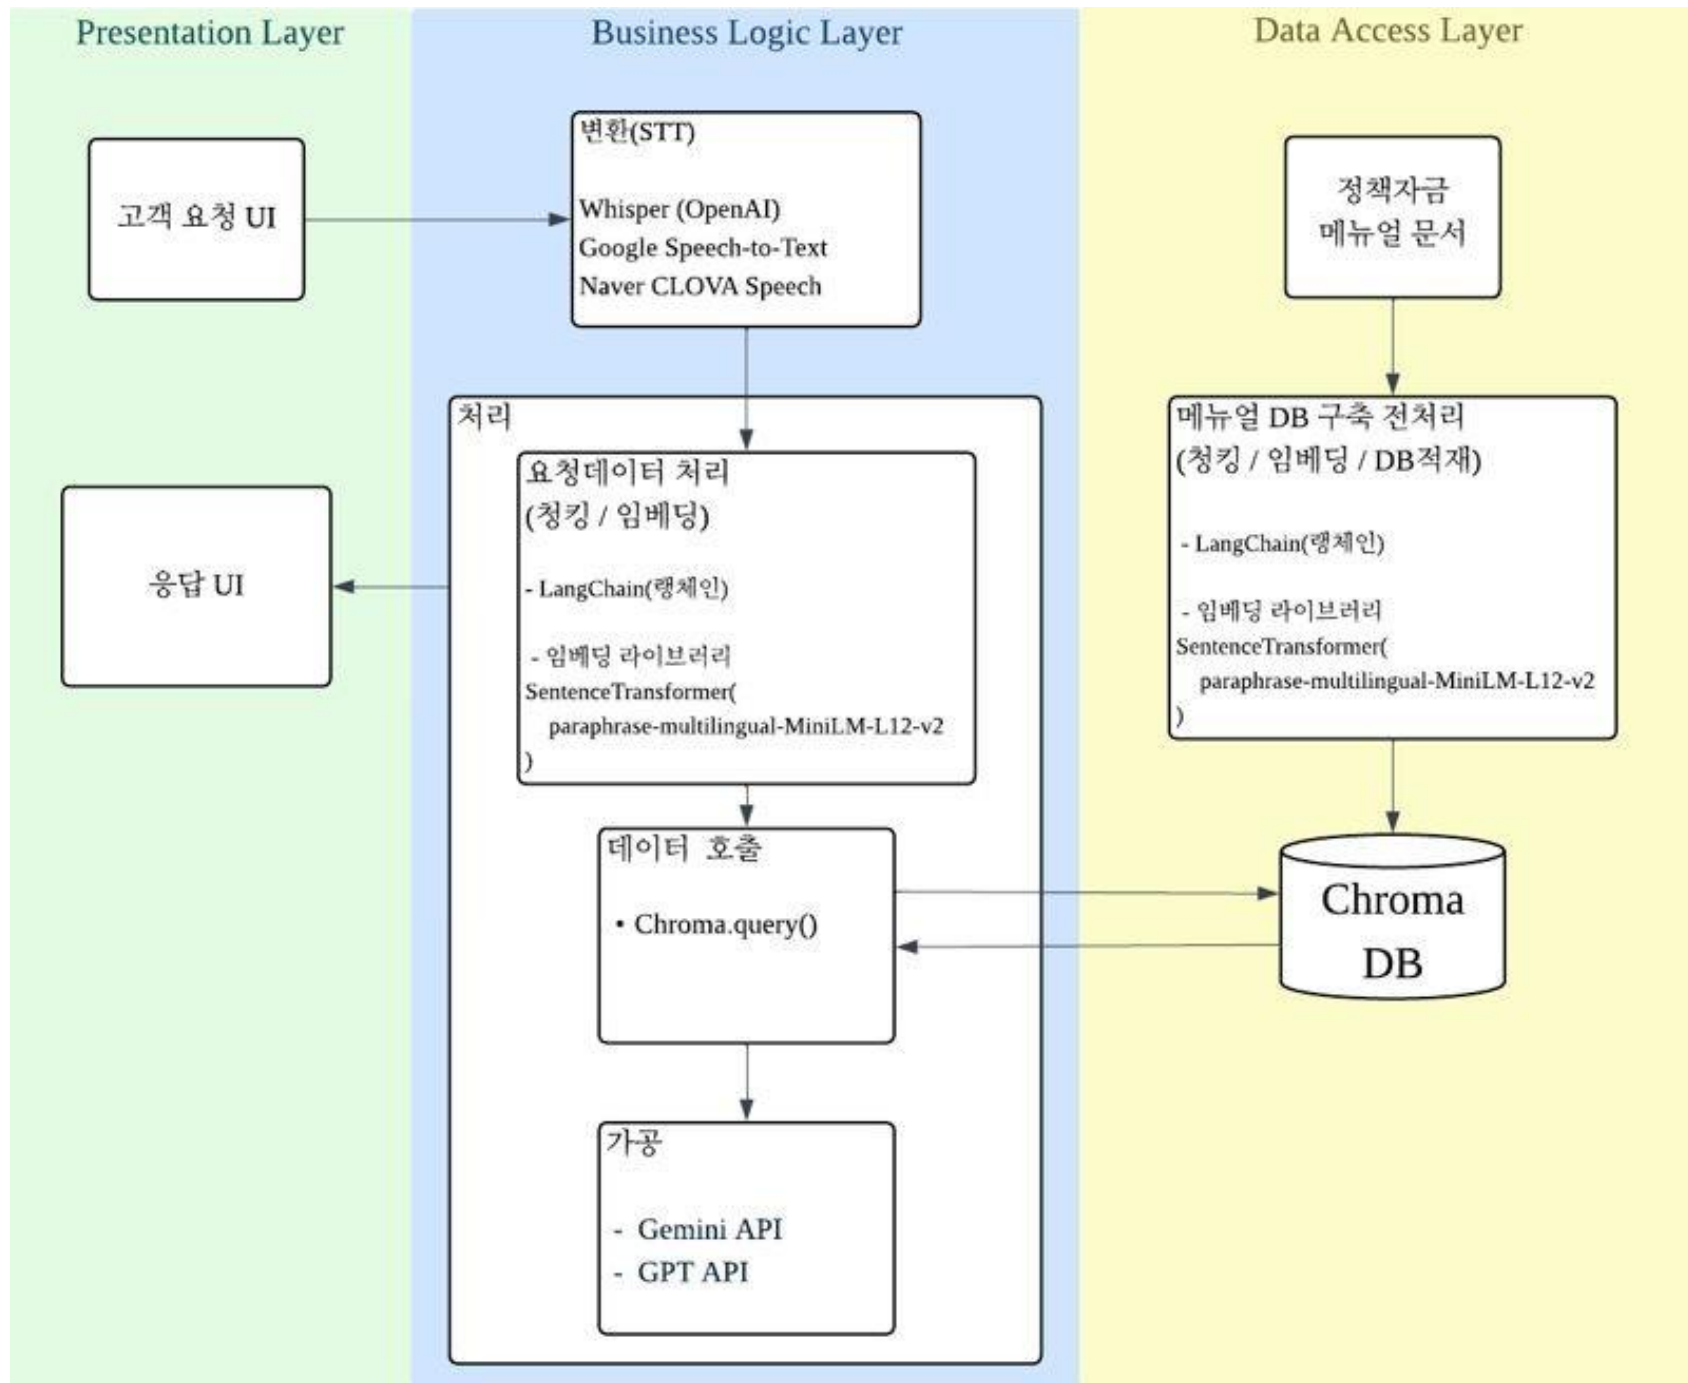 Presentation Layer
Business Logic Layer
Data Access Layer
고객 요청 UI
변환(STT)
Whisper (OpenAI)
Google Speech-to-Text
Naver CLOVA Speech
정책자금
메뉴얼 문서
처리
요청데이터 처리
(청킹 / 임베딩)
- LangChain(랭체인)
- 임베딩 라이브러리
SentenceTransformer(
paraphrase-multilingual-MiniLM-L12-v2
)
메뉴얼 DB 구축 전처리
(청킹 / 임베딩 / DB적재)
- LangChain(랭체인)
- 임베딩 라이브러리
SentenceTransformer(
paraphrase-multilingual-MiniLM-L12-v2
)
응답 UI
데이터 호출
• Chroma.query()
Chroma
DB
가공
- Gemini API
- GPT API